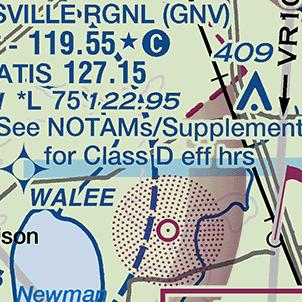 SVILLE RGNL (GNV)
- 119.55 ★ C
409
VR10
ATIS 127.15
*L 75 122.95
See NOTAMs/Supplement
for Class D eff hrs
WALEE
son
Newman